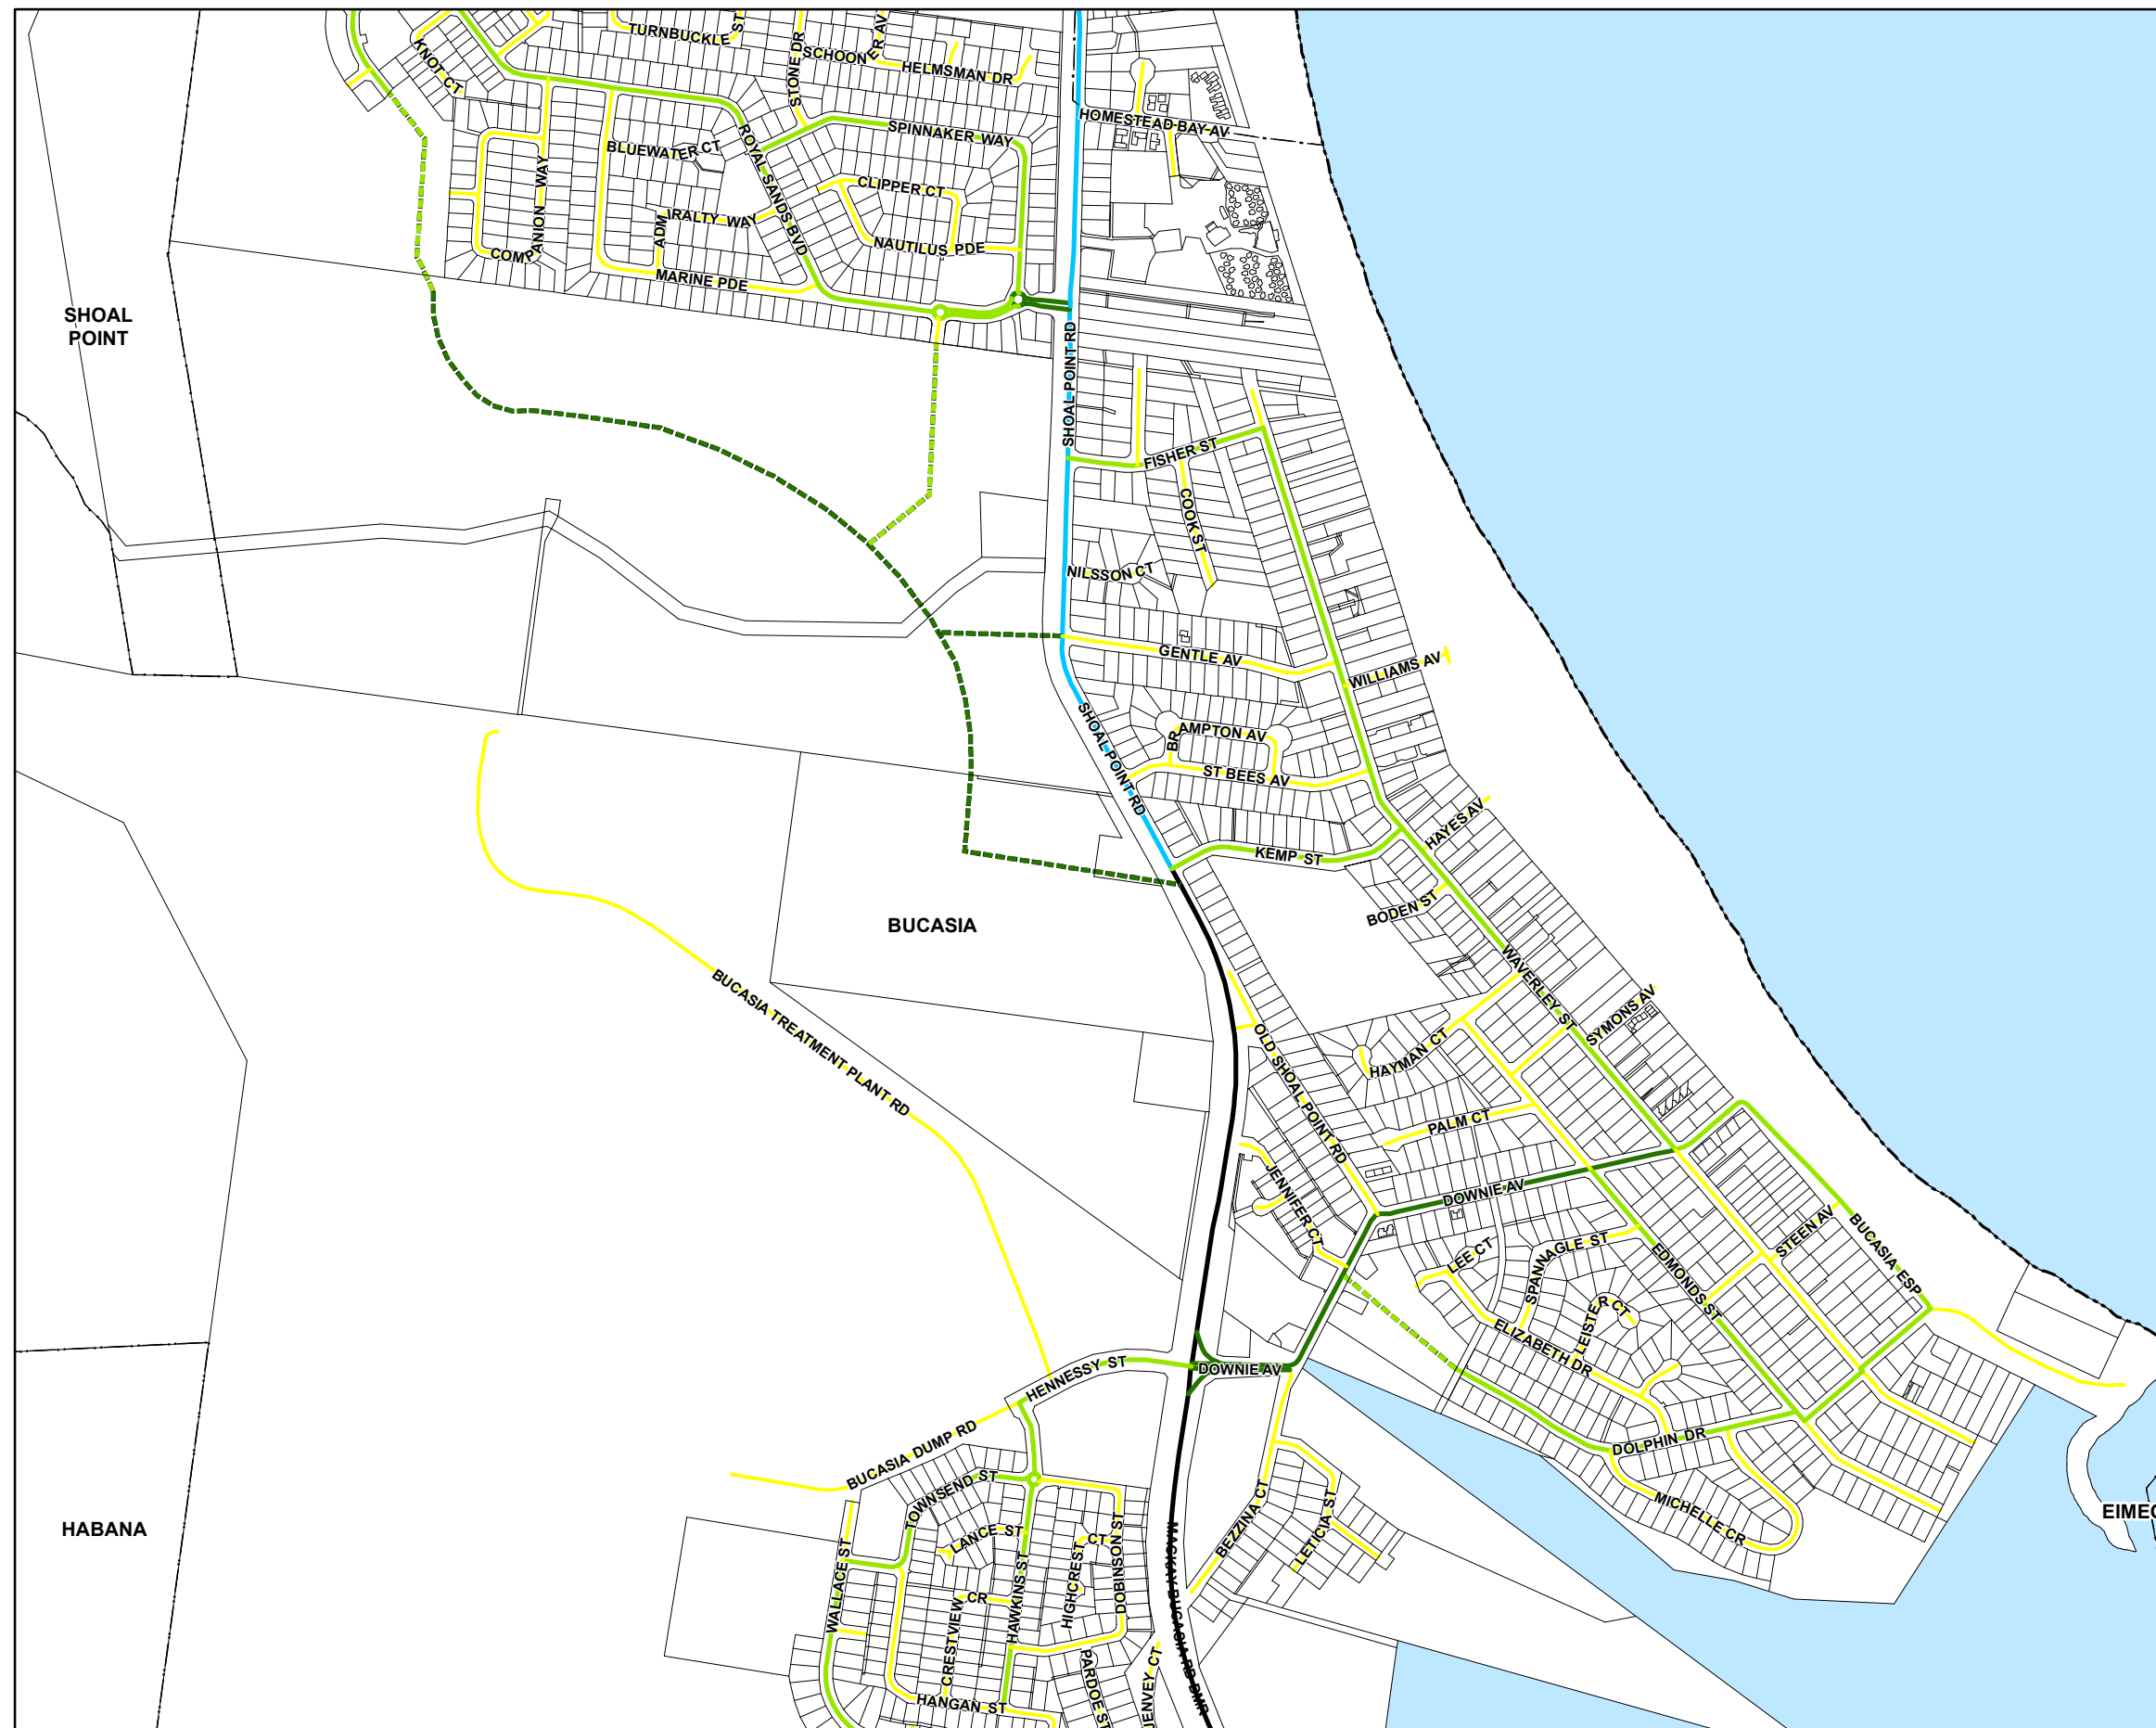 TURNBUCKLE ST
STONE DR
SCHOONER AV
HELMSMAN DR
KNOT CT
HOMESTEAD BAY AV
SPINNAKER WAY
BLUEWATER CT
ROYAL SANDS BVD
CLIPPER CT
COMPANION WAY
ADMIRALTY WAY
NAUTILUS PDE
MARINE PDE
SHOAL
POINT
SHOAL POINT RD
FISHER ST
COOK ST
NILSSON CT
GENTLE AV
WILLIAMS AV
SHOAL POINT RD
BRAMPTON AV
ST BEES AV
HAYES AV
KEMP ST
BODEN ST
BUCASIA
WAVERLEY ST
SYMONS AV
BUCASIA TREATMENT PLANT RD
OLD SHOAL POINT RD
HAYMAN CT
PALM CT
JENNIFER CT
DOWNIE AV
LEE CT
SPANNAGLE ST
EDMONDS ST
STEEN AV
BUCASIA ESP
LEISTER CT
ELIZABETH DR
HENNESSY ST
DOWNIE AV
BUCASIA DUMP RD
DOLPHIN DR
MICHELLE CR
TOWNSEND ST
LANCE ST
HIGHCREST CT
DOBINSON ST
BEZZINA CT
LETICIA ST
HABANA
EIMEO
WALLACE ST
CRESTVIEW CR
HAWKINS ST
MACKAY BUCASIA RD DMR
PARDOE ST
JENVEY CT
HANGAN ST